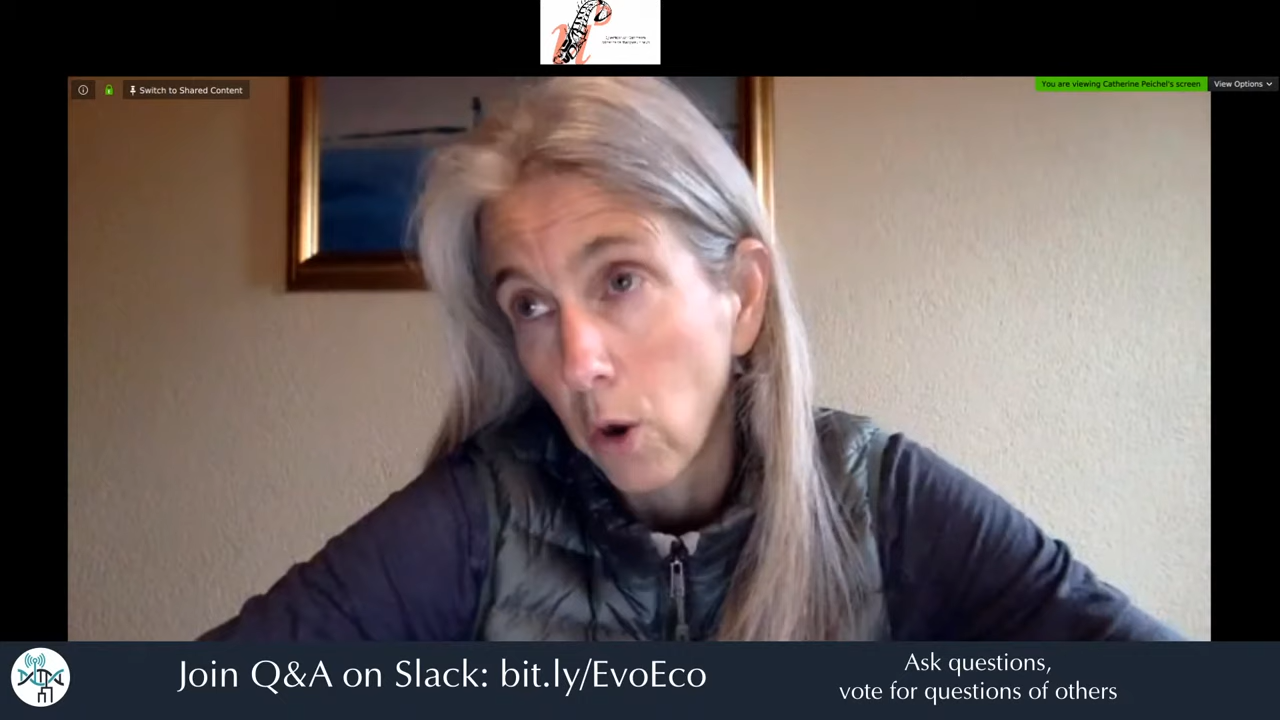 Switch to Shared Content
You are viewing Catherine Peichel's screen
View Options
Join Q&A on Slack: bit.ly/EvoEco
Ask questions,
vote for questions of others